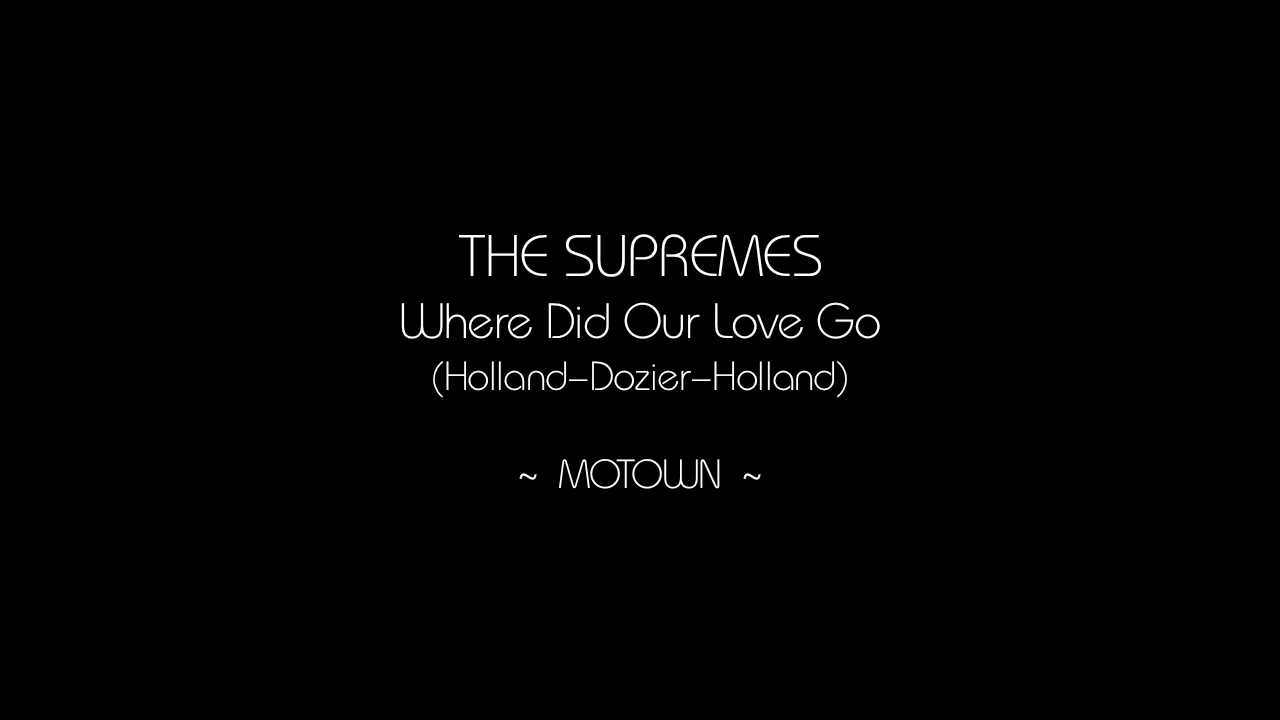 THE SUPREMES
Where Did Our Love Go
(Holland–Dozier–Holland)
~ MOTOWN ~